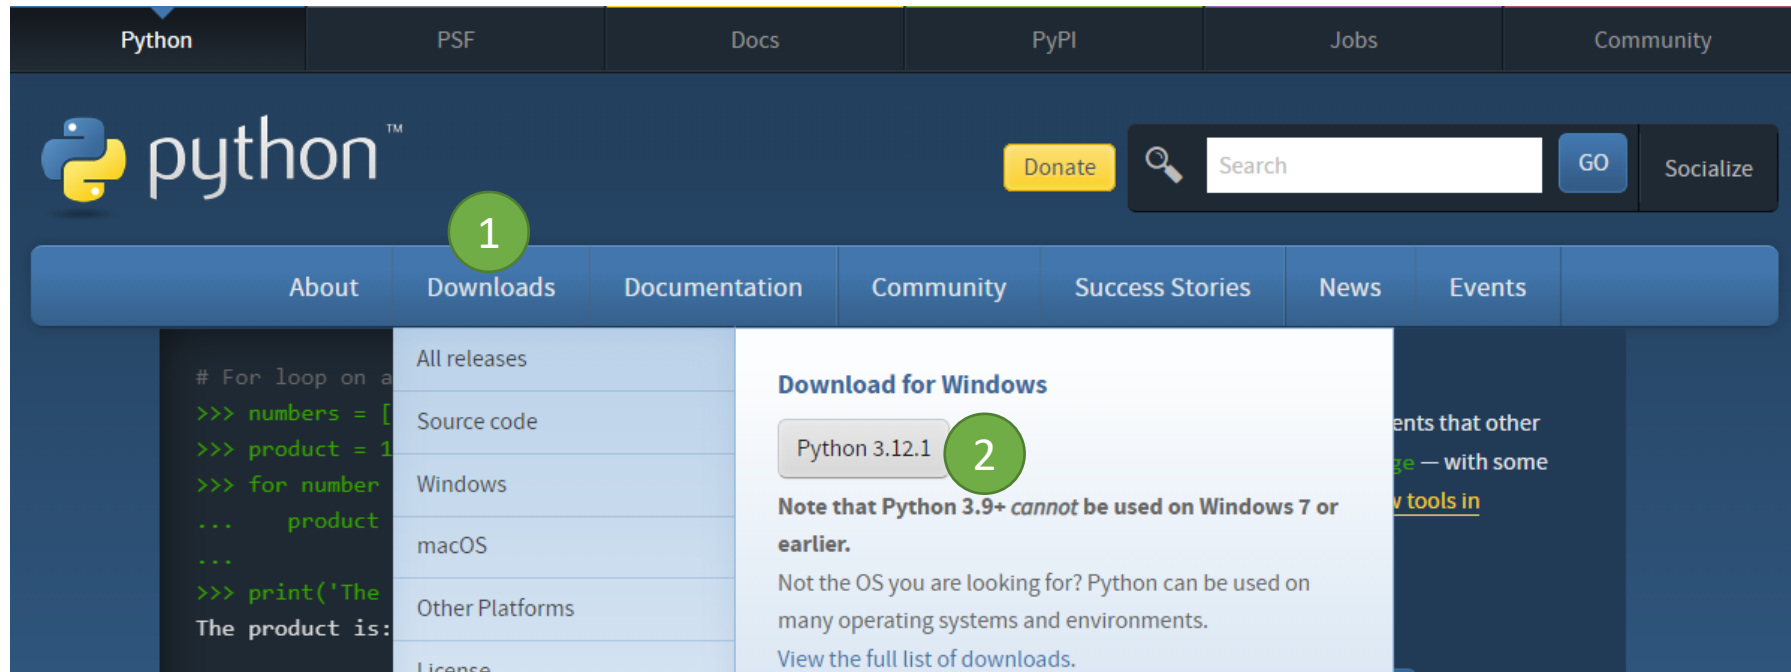 Python PSF Docs PyPI Jobs Community
python™
Donate Search GO Socialize
1
About Downloads Documentation Community Success Stories News Events
All releases
Source code
Windows
macOS
Other Platforms
License
Download for Windows
Python 3.12.1 2
Note that Python 3.9+ cannot be used on Windows 7 or
earlier.
Not the OS you are looking for? Python can be used on
many operating systems and environments.
View the full list of downloads.
# For loop on a
>>> numbers = [
>>> product = 1
>>> for number
... product
...
>>> print('The
The product is:
ents that other
ge — with some
tools in